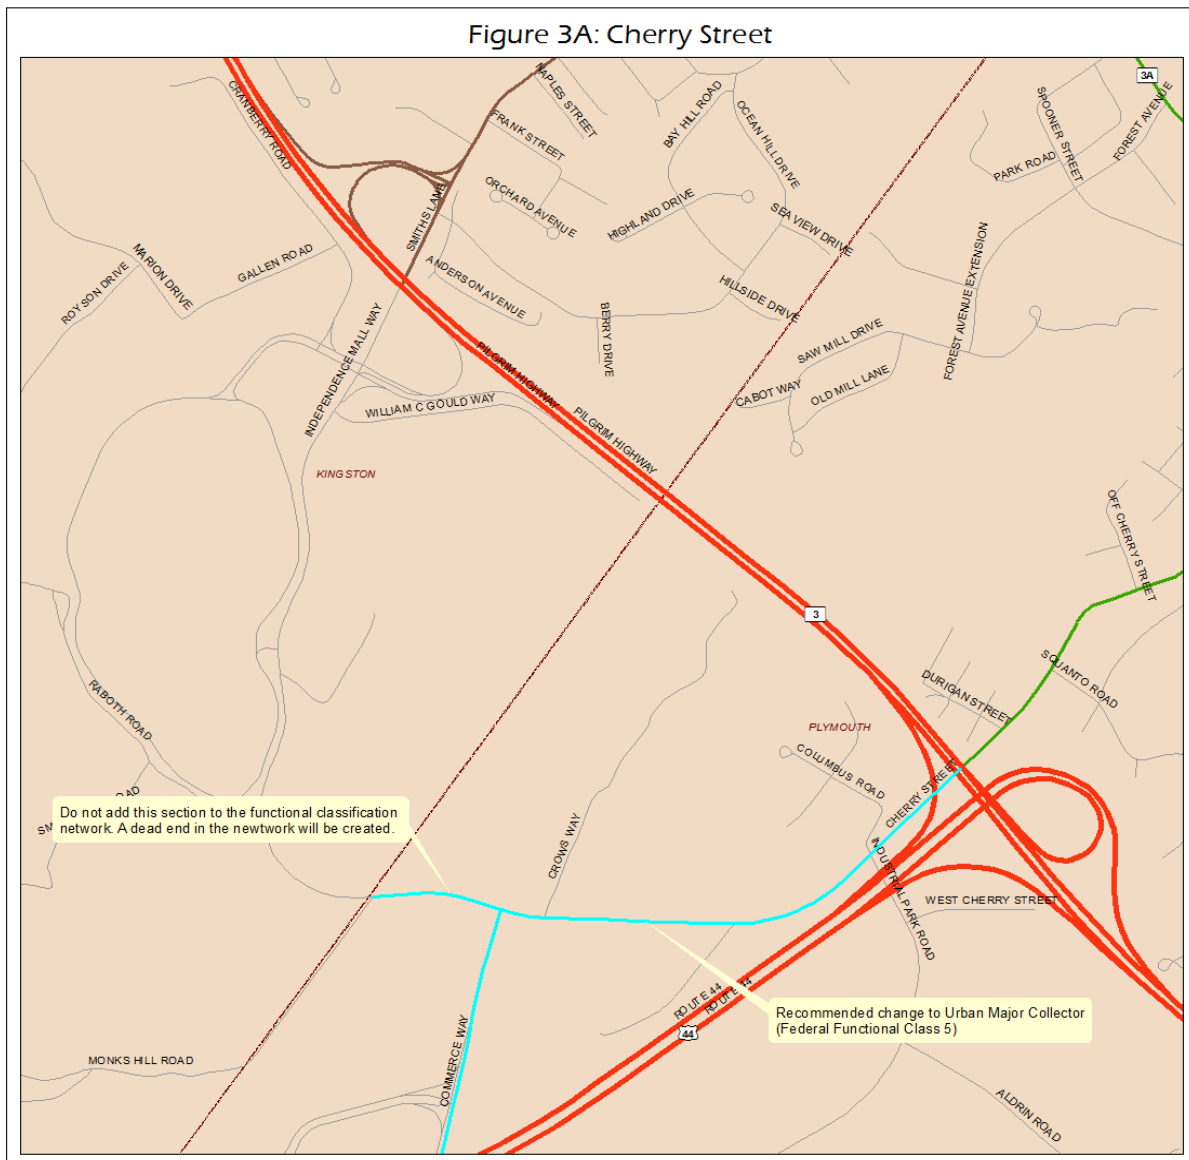 Figure 3A: Cherry Street
3A
NAPLES STREET
CRANBERRY ROAD
BAY HILL ROAD
OCEAN HILL DRIVE
SPOONER STREET
FOREST AVENUE
FRANK STREET
PARK ROAD
ORCHARD AVENUE
SMITHS LANE
HIGHLAND DRIVE
SEA VIEW DRIVE
MARION DRIVE
GALLEN ROAD
ROYSON DRIVE
ANDERSON AVENUE
HILLSIDE DRIVE
FOREST AVENUE EXTENSION
BERRY DRIVE
INDEPENDENCE MALL WAY
SAW MILL DRIVE
PILGRIM HIGHWAY
CABOT WAY
OLD MILL LANE
WILLIAM C GOULD WAY
PILGRIM HIGHWAY
KINGSTON
OFF CHERRY STREET
3
SQUANTO ROAD
RABOTH ROAD
DURIGAN STREET
PLYMOUTH
COLUMBUS ROAD
CHERRY STREET
Do not add this section to the functional classification
network. A dead end in the newtwork will be created.
CROWS WAY
INDUSTRIAL PARK ROAD
WEST CHERRY STREET
ROUTE 44
ROUTE 44
Recommended change to Urban Major Collector
(Federal Functional Class 5)
44
MONKS HILL ROAD
COMMERCE WAY
ALDRIN ROAD